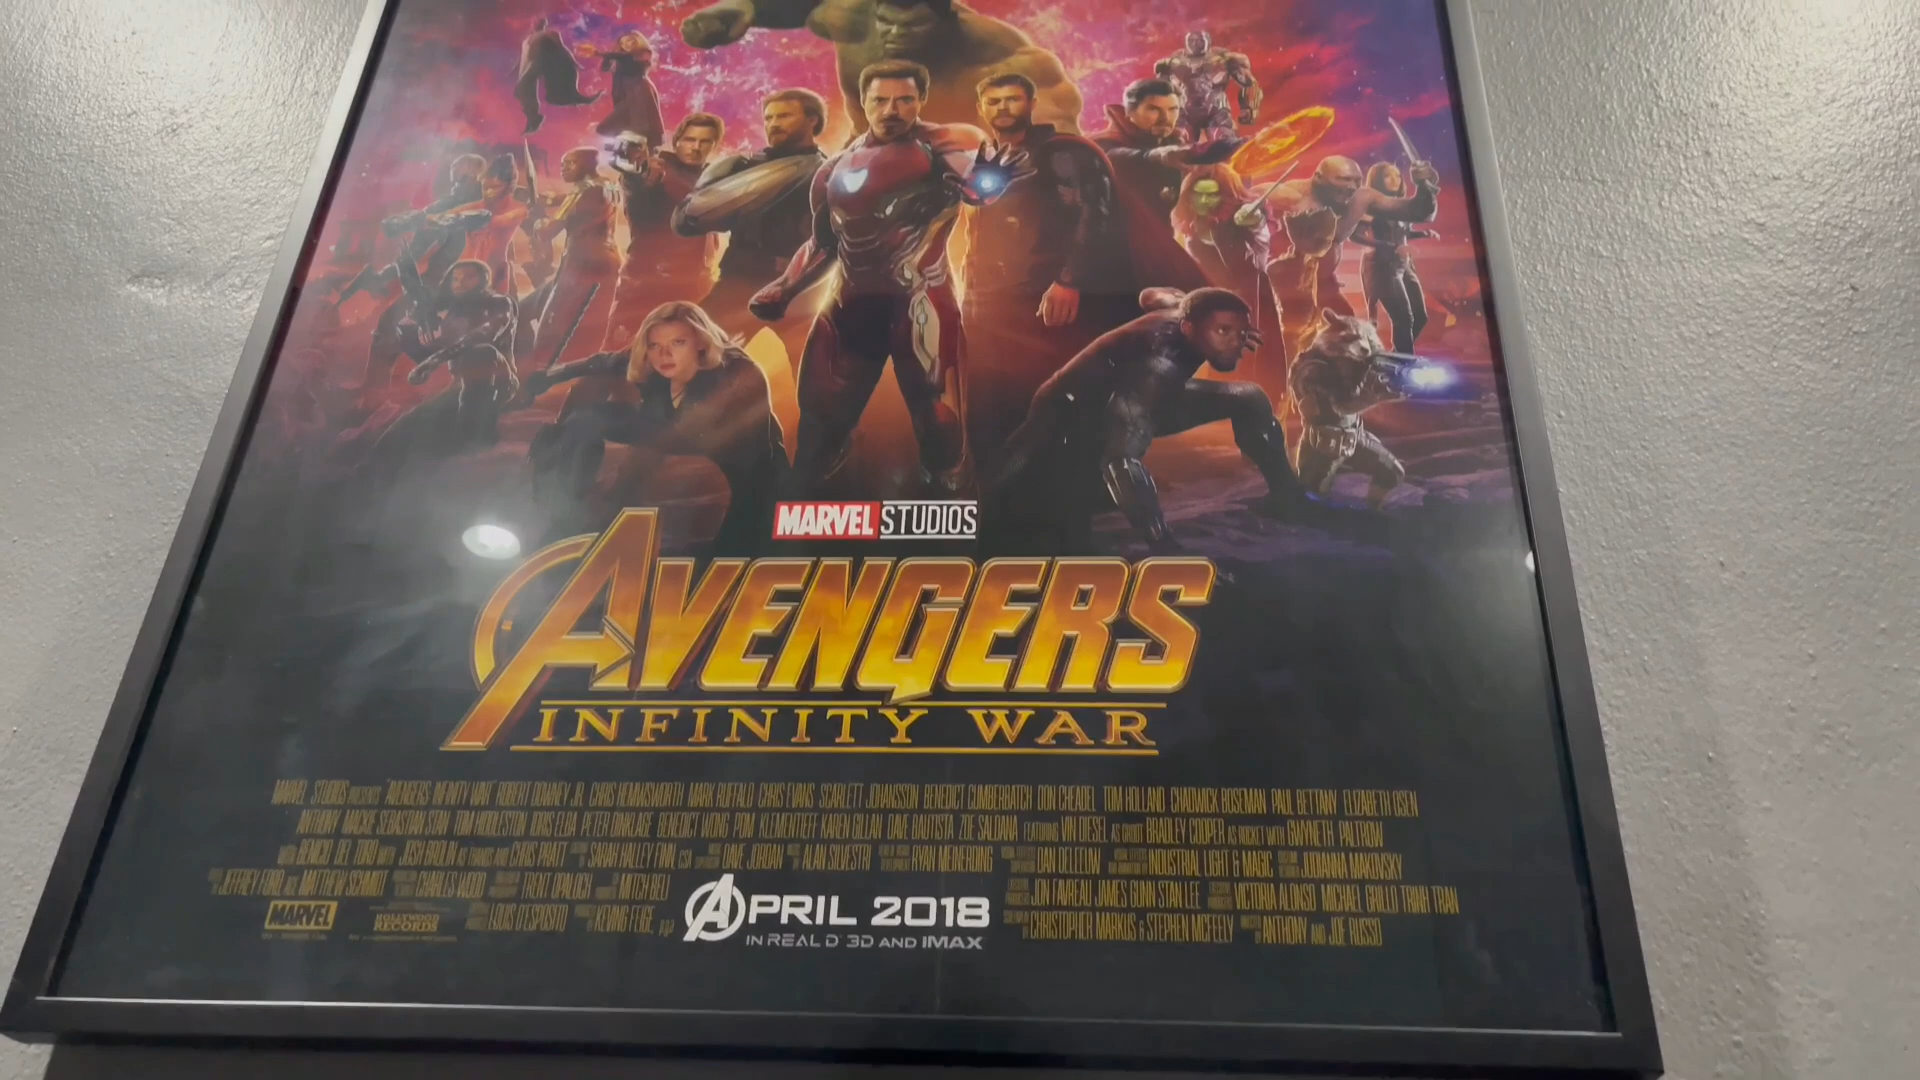 MARVEL STUDIOS
AVENGERS
INFINITY WAR
MARVEL STUDIOS PRESENTS "AVENGERS: INFINITY WAR" ROBERT DOWNEY JR. CHRIS HEMSWORTH MARK RUFFALO CHRIS EVANS SCARLETT JOHANSSON BENEDICT CUMBERBATCH DON CHEADLE TOM HOLLAND CHADWICK BOSEMAN PAUL BETTANY ELIZABETH OLSEN
ANTHONY MACKIE SEBASTIAN STAN TOM HIDDLESTON IDRIS ELBA PETER DINKLAGE BENEDICT WONG POM KLEMENTIEFF KAREN GILLAN DAVE BAUTISTA ZOE SALDANA FEATURING VIN DIESEL AS GROOT BRADLEY COOPER AS ROCKET WITH GWYNETH PALTROW
WITH BENICIO DEL TORO WITH JOSH BROLIN AS THANOS AND CHRIS PRATT SARAH HALLEY FINN, CSA DAVE JORDAN ALAN SILVESTRI RYAN MEINERDING DAN DELEEUW INDUSTRIAL LIGHT & MAGIC JUDIANNA MAKOVSKY
JEFFREY FORD, ACE MATTHEW SCHMIDT CHARLES WOOD TRENT OPALOCH MITCH BELL JON FAVREAU JAMES GUNN STAN LEE VICTORIA ALONSO MICHAEL GRILLO TRINH TRAN
MARVEL HOLLYWOOD RECORDS LOUIS D'ESPOSITO KEVIN FEIGE, p.g.a. CHRISTOPHER MARKUS & STEPHEN MCFEELY ANTHONY AND JOE RUSSO
APRIL 2018
IN REAL D 3D AND IMAX